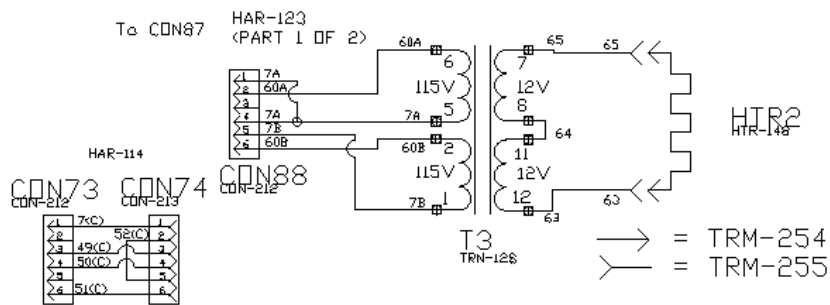 To CON87
HAR-123
(PART 1 OF 2)
60A
65
65
6
7
1
7A
2
60A
3
115V
12V
4
7A
7A
5
8
HTR2
HTR-148
5
7B
64
6
60B
60B
2
11
HAR-114
CON88
CON-212
115V
12V
CON73
CON-212
CON74
CON-213
7B
1
12
63
63
1
7(C)
1
2
52(C)
2
3
49(C)
3
4
50(C)
4
5
5
6
51(C)
6
T3
TRN-128
= TRM-254
= TRM-255